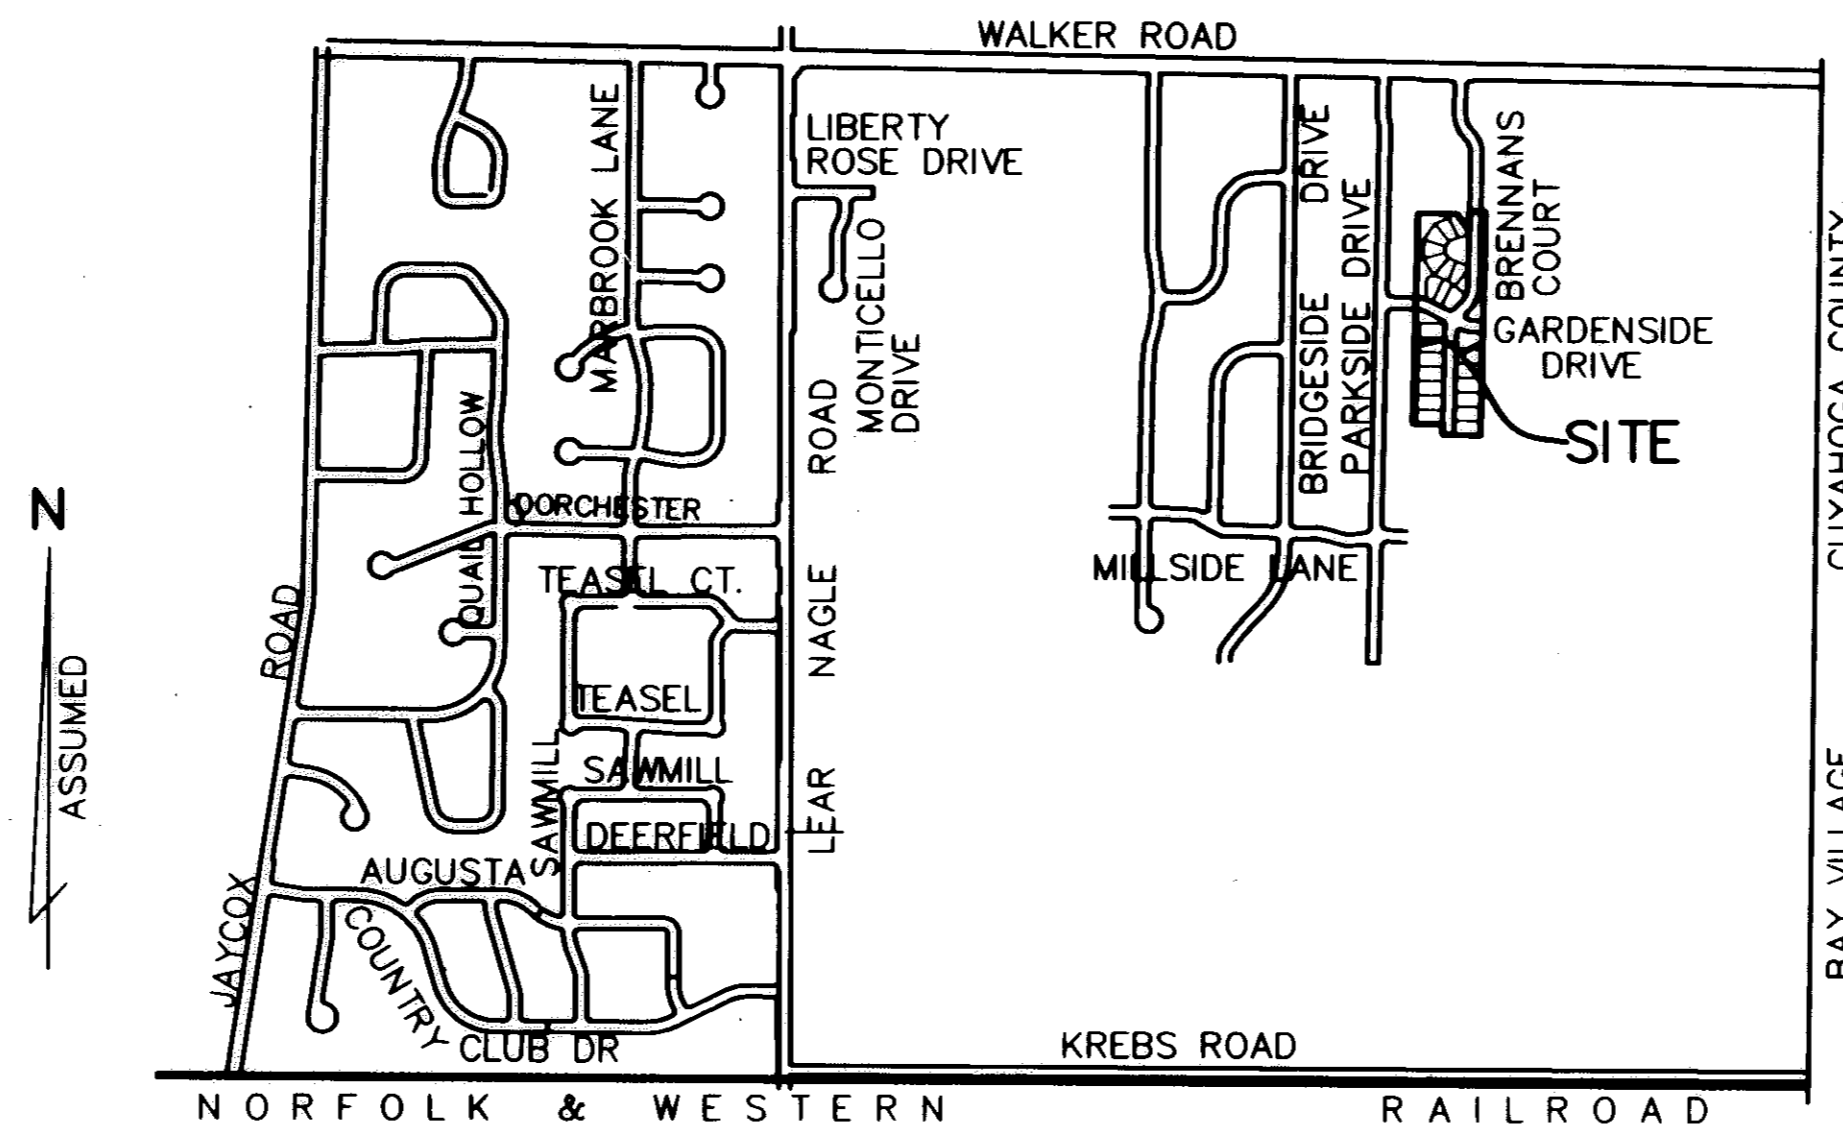 WALKER ROAD
MARBROOK LANE
LIBERTY
ROSE DRIVE
MONTICELLO
DRIVE
BRIDGESIDE DRIVE
PARKSIDE DRIVE
BRENNANS
COURT
GARDENSIDE
DRIVE
SITE
CUYAHOGA COUNTY
BAY VILLAGE
QUAIL HOLLOW
DORCHESTER
TEASEL CT.
MILLSIDE LANE
N
ASSUMED
JAYCOX ROAD
LEAR NAGLE ROAD
TEASEL
SAWMILL
SAWMILL
DEERFIELD
AUGUSTA
COUNTRY
CLUB DR
KREBS ROAD
NORFOLK & WESTERN RAILROAD